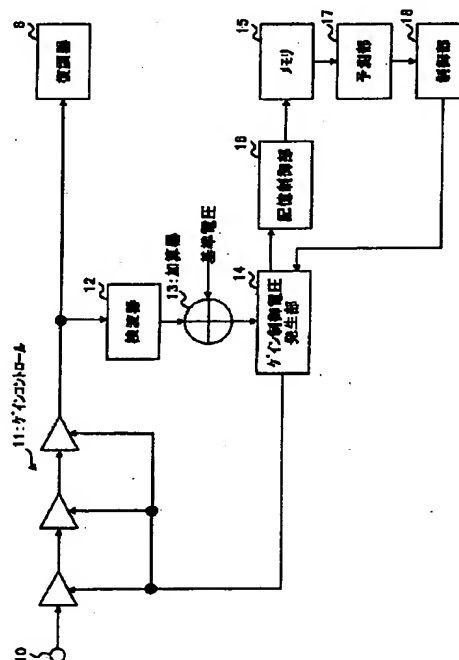 10
11:ｹﾞｲﾝｺﾝﾄﾛｰﾙ
8
復調器
12
検波器
13:加算器
基準電圧
14
ｹﾞｲﾝ制御電圧
発生部
16
記憶制御部
15
ﾒﾓﾘ
17
予測部
18
制御部